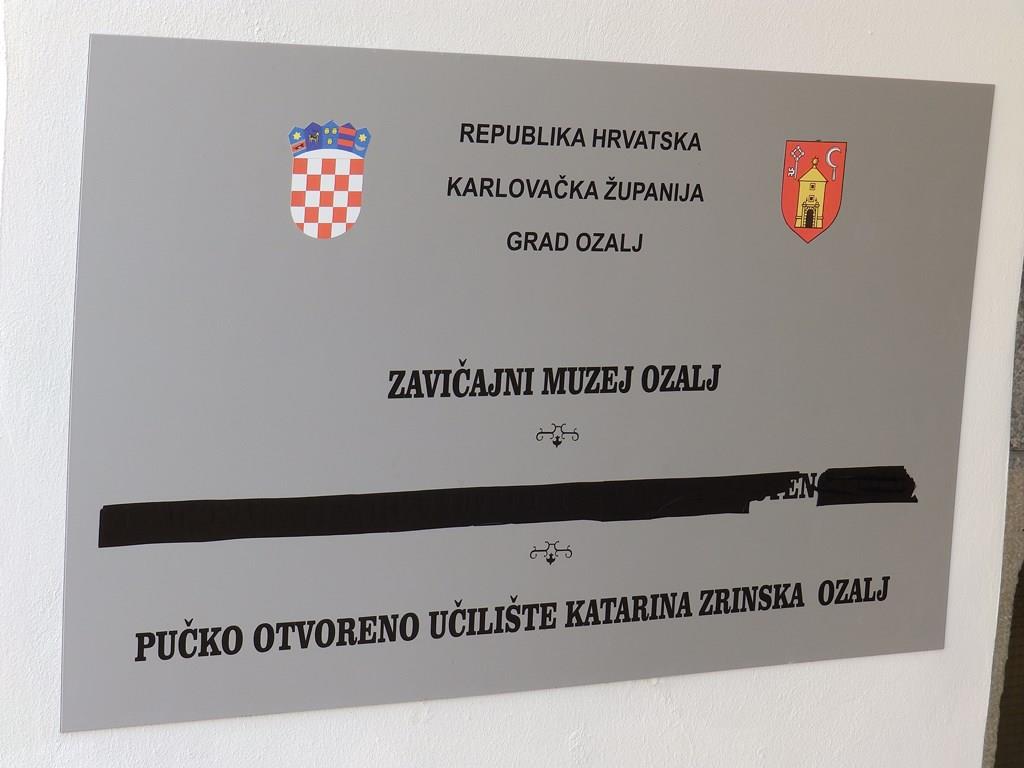 REPUBLIKA HRVATSKA
KARLOVAČKA ŽUPANIJA
GRAD OZALJ
ZAVIČAJNI MUZEJ OZALJ
PUČKO OTVORENO UČILIŠTE KATARINA ZRINSKA OZALJ